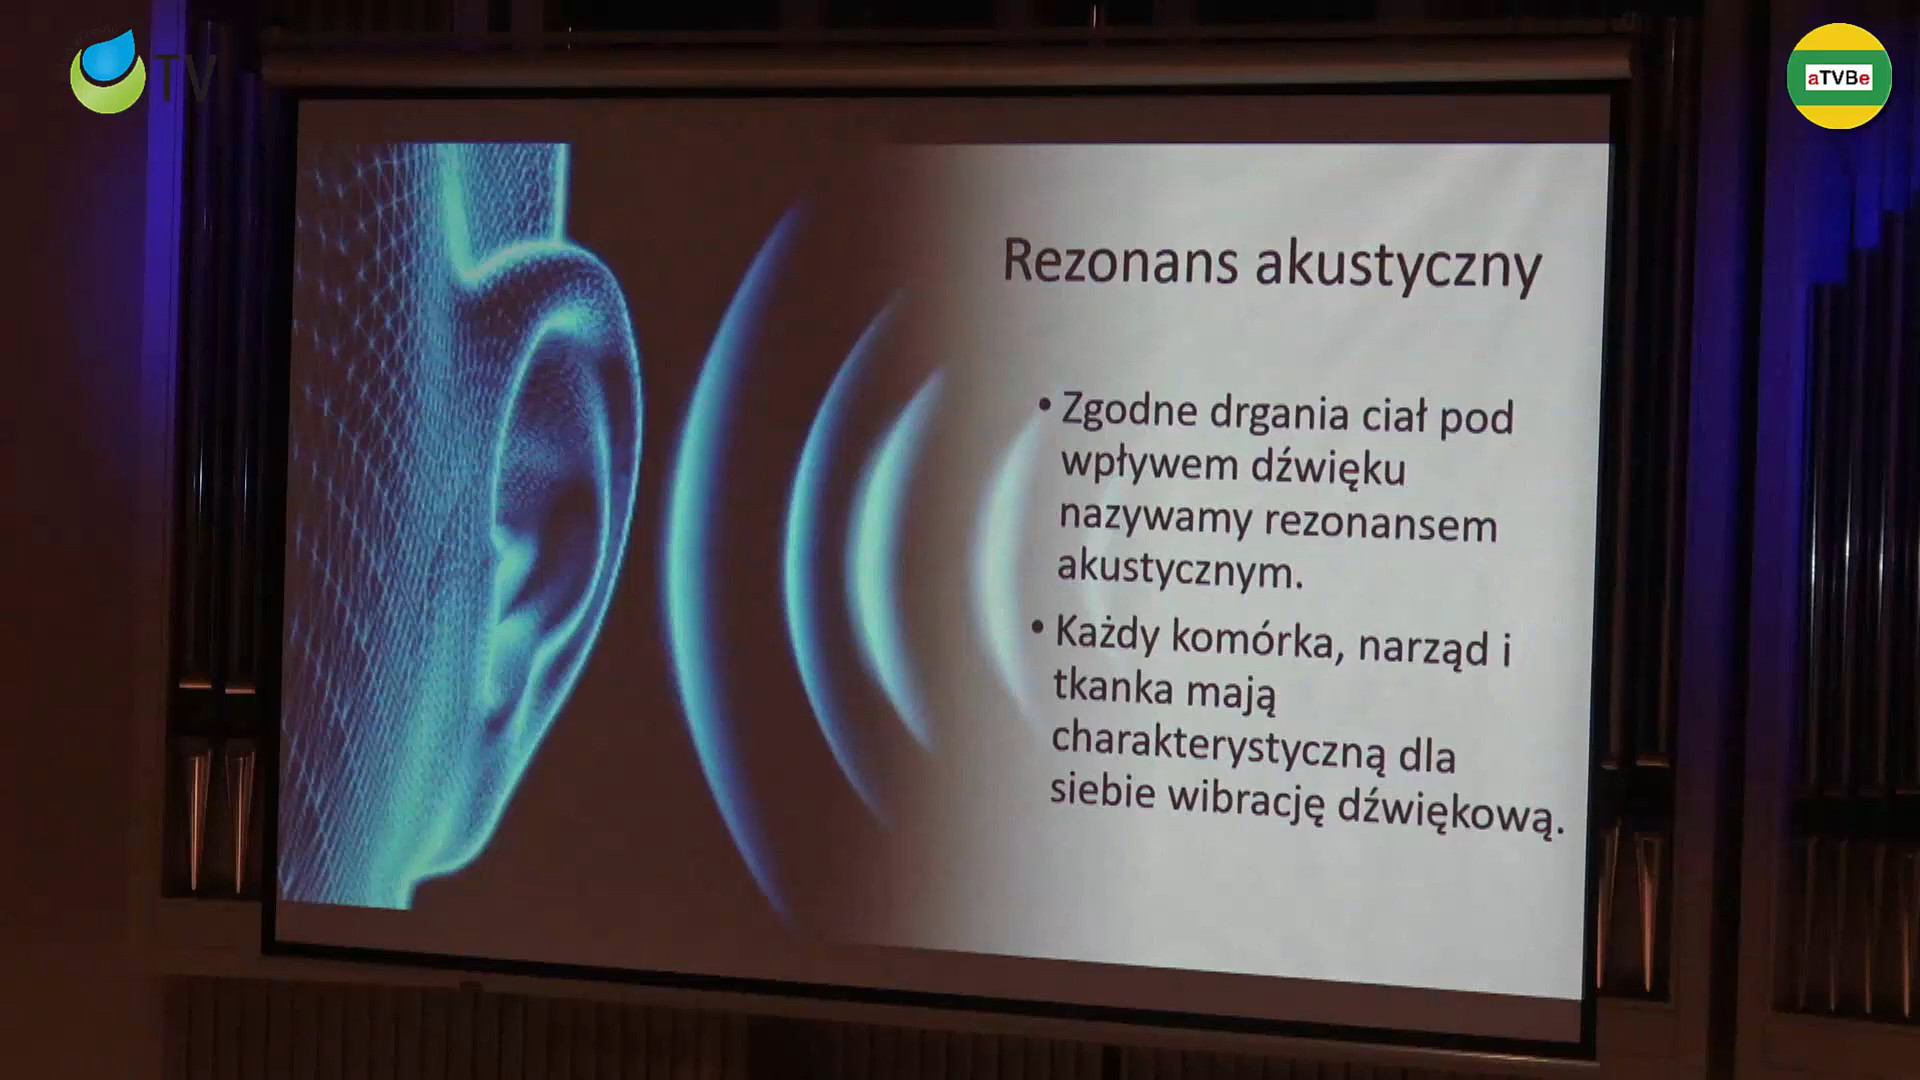 TV
aTVBe
Rezonans akustyczny
• Zgodne drgania ciał pod
wpływem dźwięku
nazywamy rezonansem
akustycznym.
• Każdy komórka, narząd i
tkanka mają
charakterystyczną dla
siebie wibrację dźwiękową.